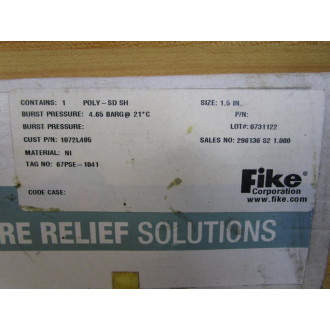 CONTAINS: 1 POLY-SD SH SIZE: 1.5 IN.
BURST PRESSURE: 4.65 BARG@ 21°C P/N:
BURST PRESSURE: LOT#: 0731122
CUST P/N: 1072L495 SALES NO: 298136 S2 1.000
MATERIAL: NI
TAG NO: 67PSE-1041
CODE CASE:
Fike
Corporation
www.fike.com
RE RELIEF SOLUTIONS